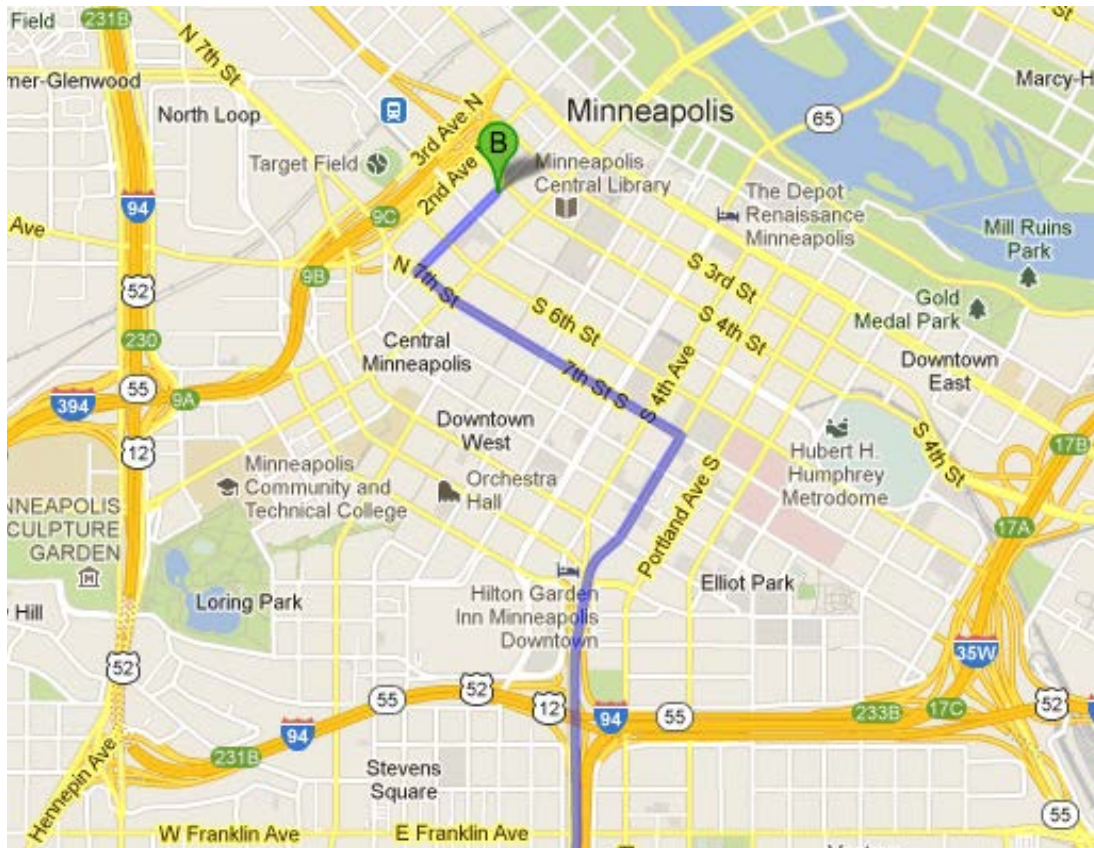 Field
231B
N 7th St
mer-Glenwood
North Loop
3rd Ave N
Minneapolis
65
Marcy-H
Target Field
2nd Ave
B
Minneapolis
Central Library
The Depot
Renaissance
Minneapolis
94
Ave
9C
Mill Ruins
Park
52
9B
N 7th St
S 3rd St
Gold
Medal Park
230
Central
Minneapolis
S 6th St
S 4th St
Downtown
East
55
394
9A
7th St S
S 4th Ave
12
Downtown
West
Hubert H.
Humphrey
Metrodome
S 4th St
17B
Minneapolis
Community and
Technical College
Orchestra
Hall
Portland Ave S
NNEAPOLIS
CULPTURE
GARDEN
17A
Hill
Loring Park
Hilton Garden
Inn Minneapolis
Downtown
Elliot Park
35W
52
55
52
12
94
55
233B
17C
52
94
231B
Hennepin Ave
Stevens
Square
55
W Franklin Ave
E Franklin Ave